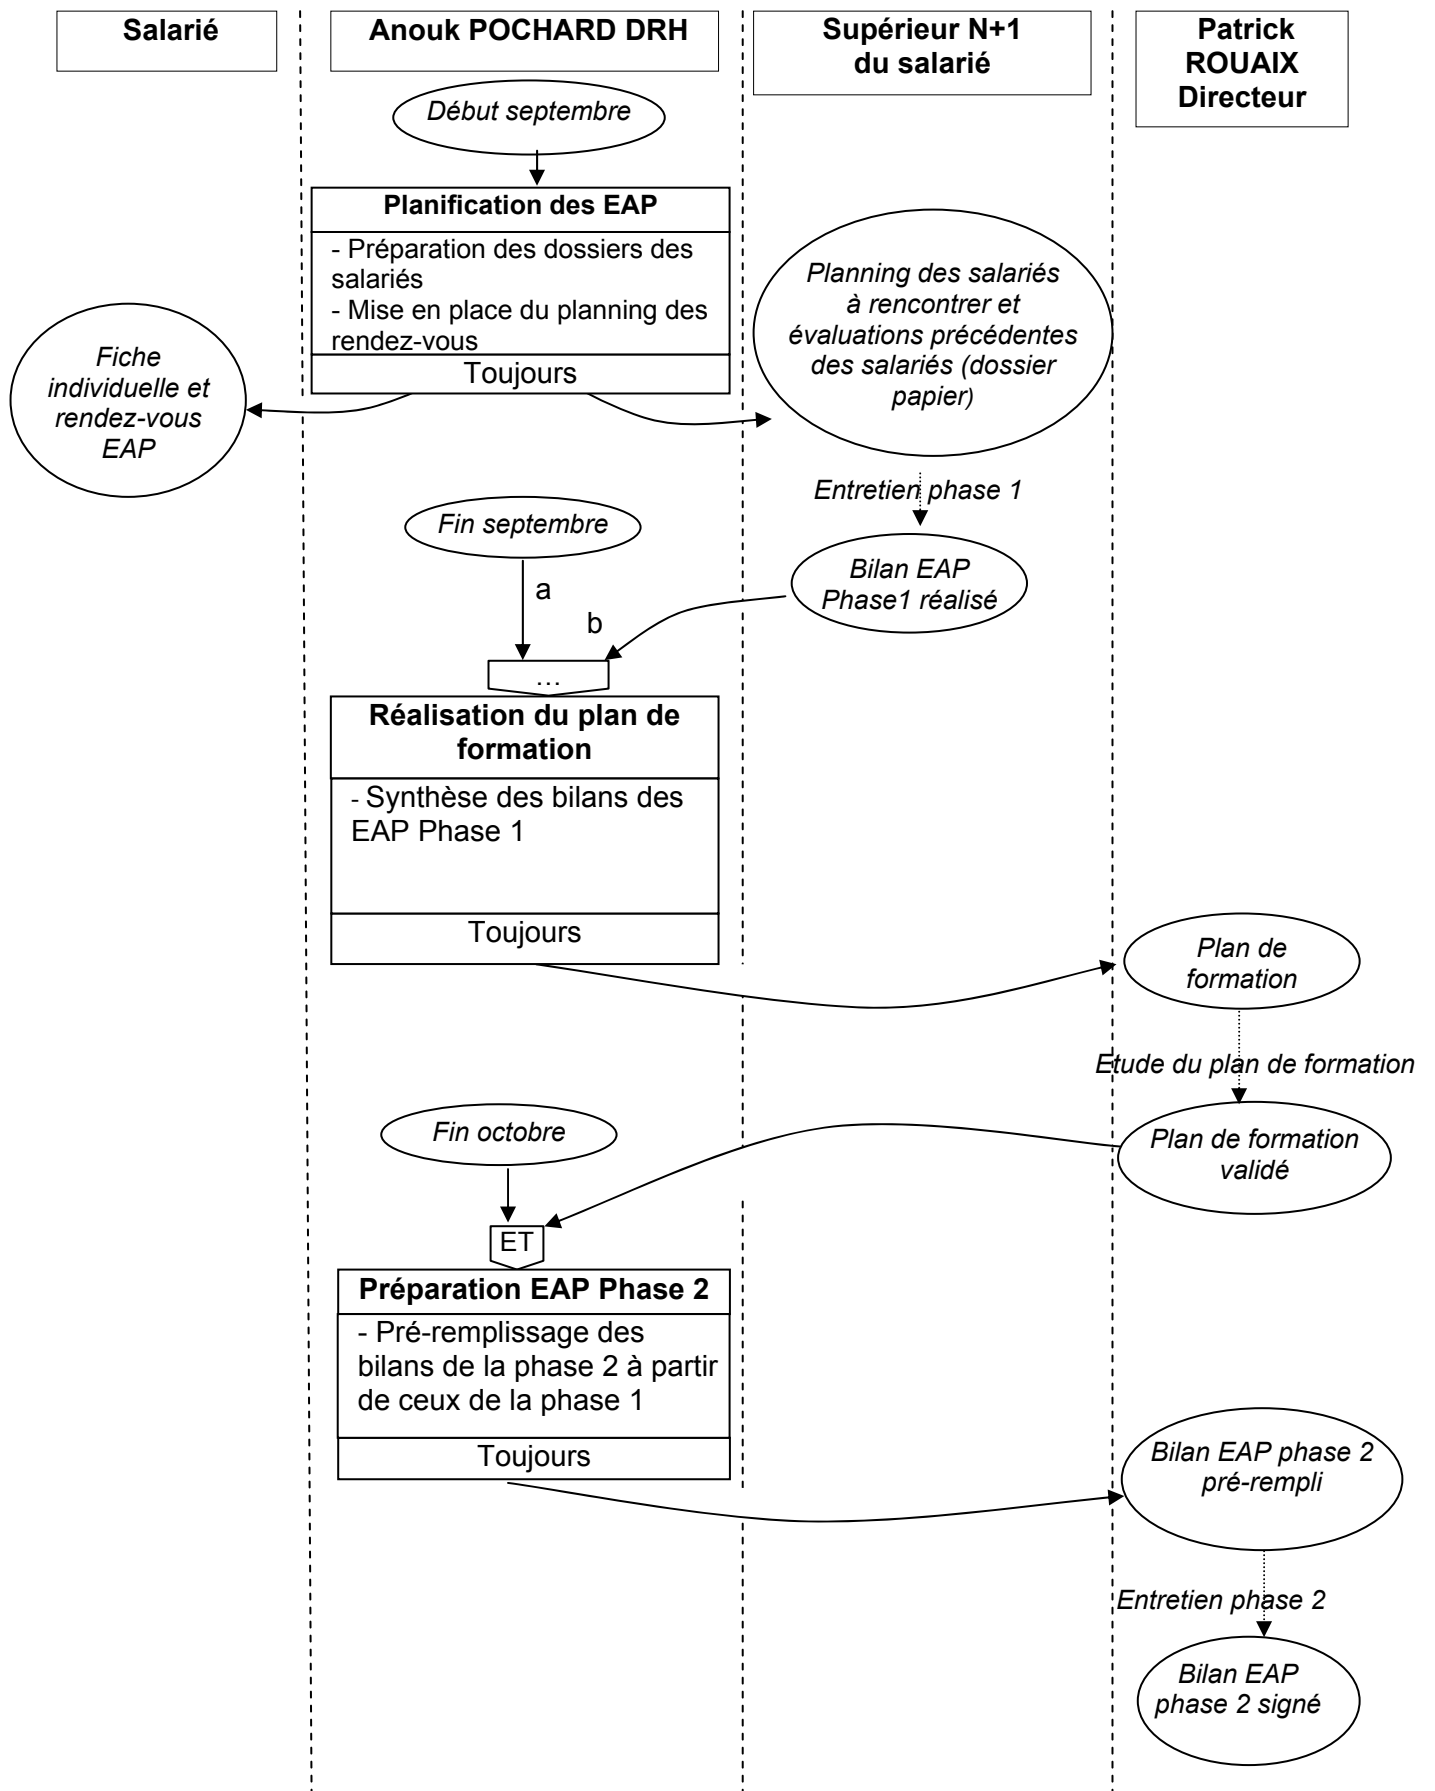 Salarié
Anouk POCHARD DRH
Supérieur N+1
du salarié
Patrick
ROUAIX
Directeur
Début septembre
Planification des EAP
- Préparation des dossiers des
salariés
- Mise en place du planning des
rendez-vous
Toujours
Planning des salariés
à rencontrer et
évaluations précédentes
des salariés (dossier
papier)
Fiche
individuelle et
rendez-vous
EAP
Entretien phase 1
Fin septembre
Bilan EAP
Phase1 réalisé
a
b
...
Réalisation du plan de
formation
- Synthèse des bilans des
EAP Phase 1
Toujours
Plan de
formation
Etude du plan de formation
Fin octobre
Plan de formation
validé
ET
Préparation EAP Phase 2
- Pré-remplissage des
bilans de la phase 2 à partir
de ceux de la phase 1
Toujours
Bilan EAP phase 2
pré-rempli
Entretien phase 2
Bilan EAP
phase 2 signé